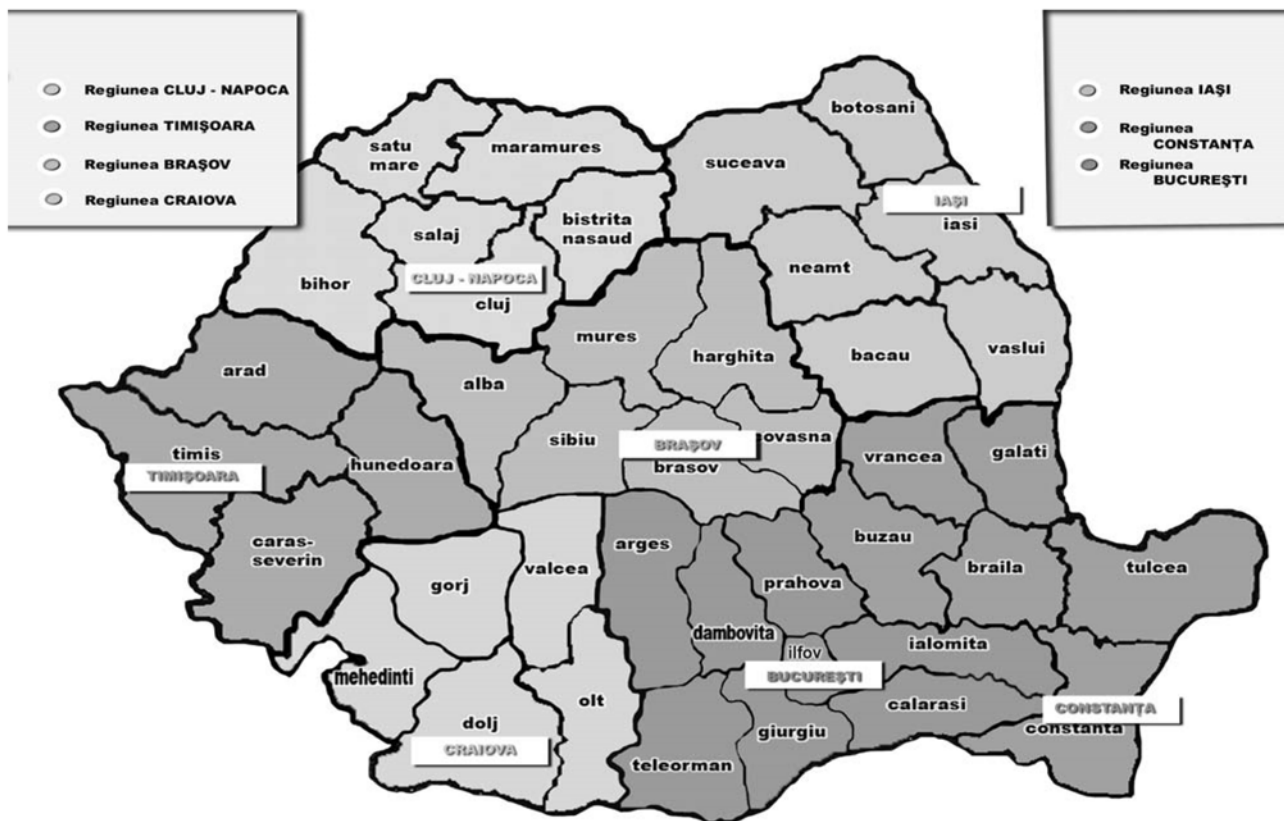 Regiunea CLUJ - NAPOCA
Regiunea TIMIŞOARA
Regiunea BRAŞOV
Regiunea CRAIOVA
Regiunea IAŞI
Regiunea
CONSTANŢA
Regiunea
BUCUREŞTI
botosani
satu
mare
maramures
suceava
IAŞI
iasi
bistrita
nasaud
salaj
CLUJ - NAPOCA
cluj
bihor
neamt
mures
harghita
bacau
vaslui
arad
alba
timis
TIMIŞOARA
hunedoara
sibiu
BRAŞOV
brasov
ovasna
vrancea
galati
caras-
severin
gorj
valcea
arges
prahova
buzau
braila
tulcea
dambovita
ilfov
BUCUREŞTI
ialomita
mehedinti
dolj
CRAIOVA
olt
teleorman
giurgiu
calarasi
CONSTANŢA
constanta